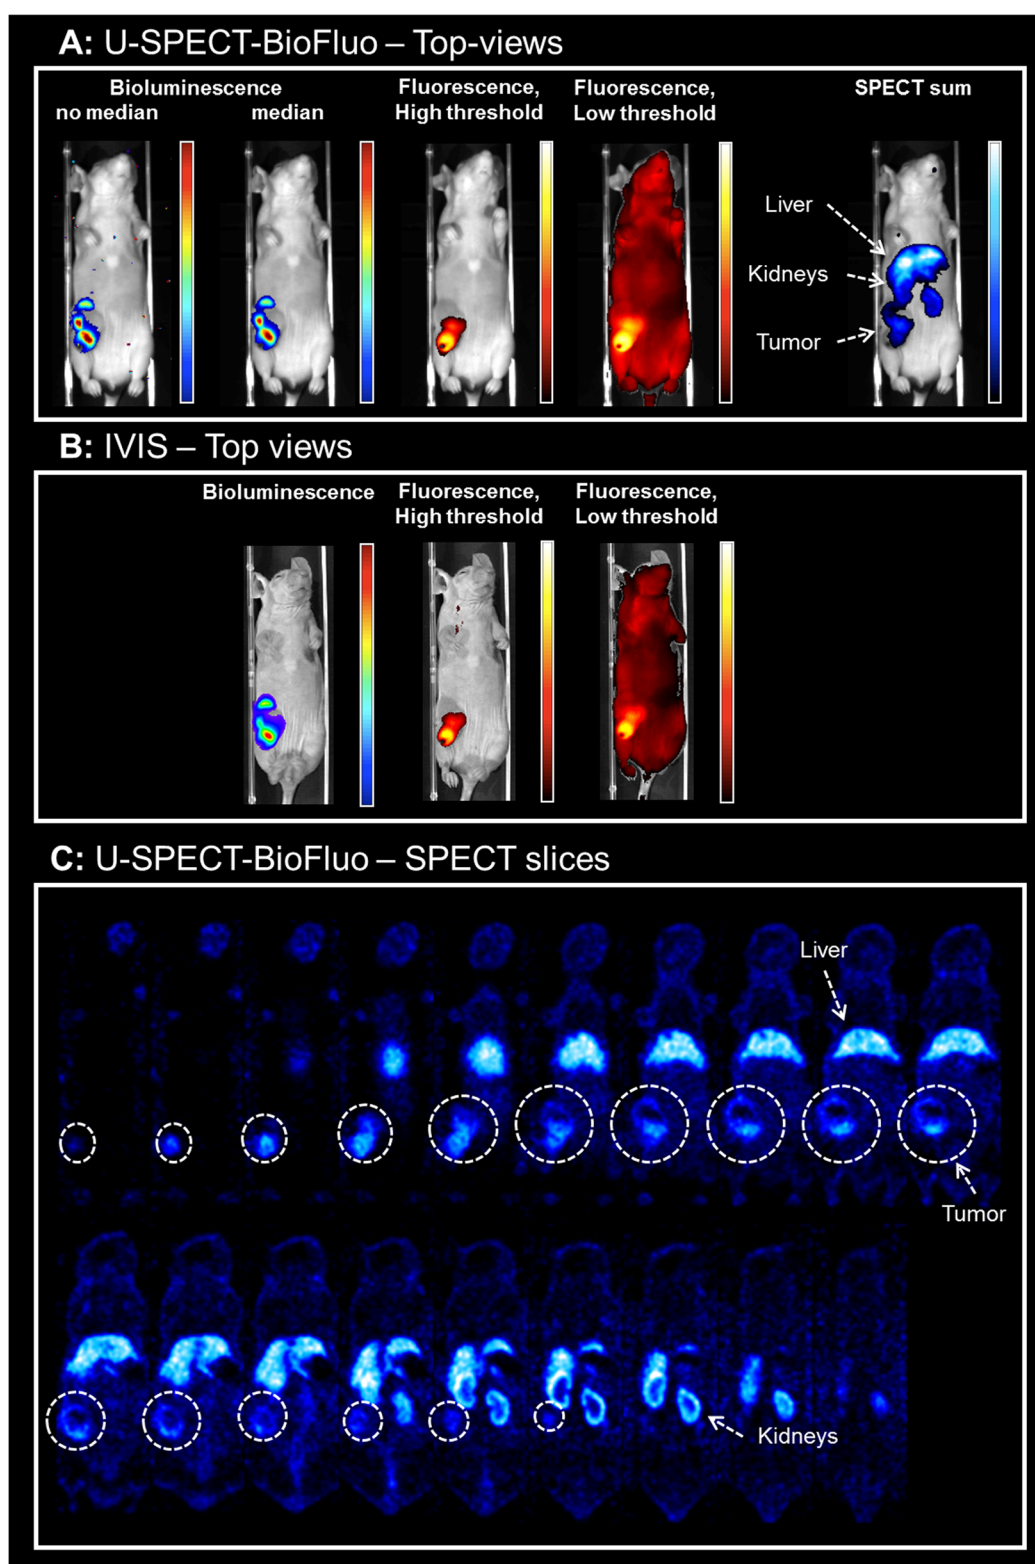 A: U-SPECT-BioFluo – Top-views
Bioluminescence
no median
median
Fluorescence,
High threshold
Fluorescence,
Low threshold
SPECT sum
Liver
Kidneys
Tumor
B: IVIS – Top views
Bioluminescence
Fluorescence,
High threshold
Fluorescence,
Low threshold
C: U-SPECT-BioFluo – SPECT slices
Liver
Tumor
Kidneys